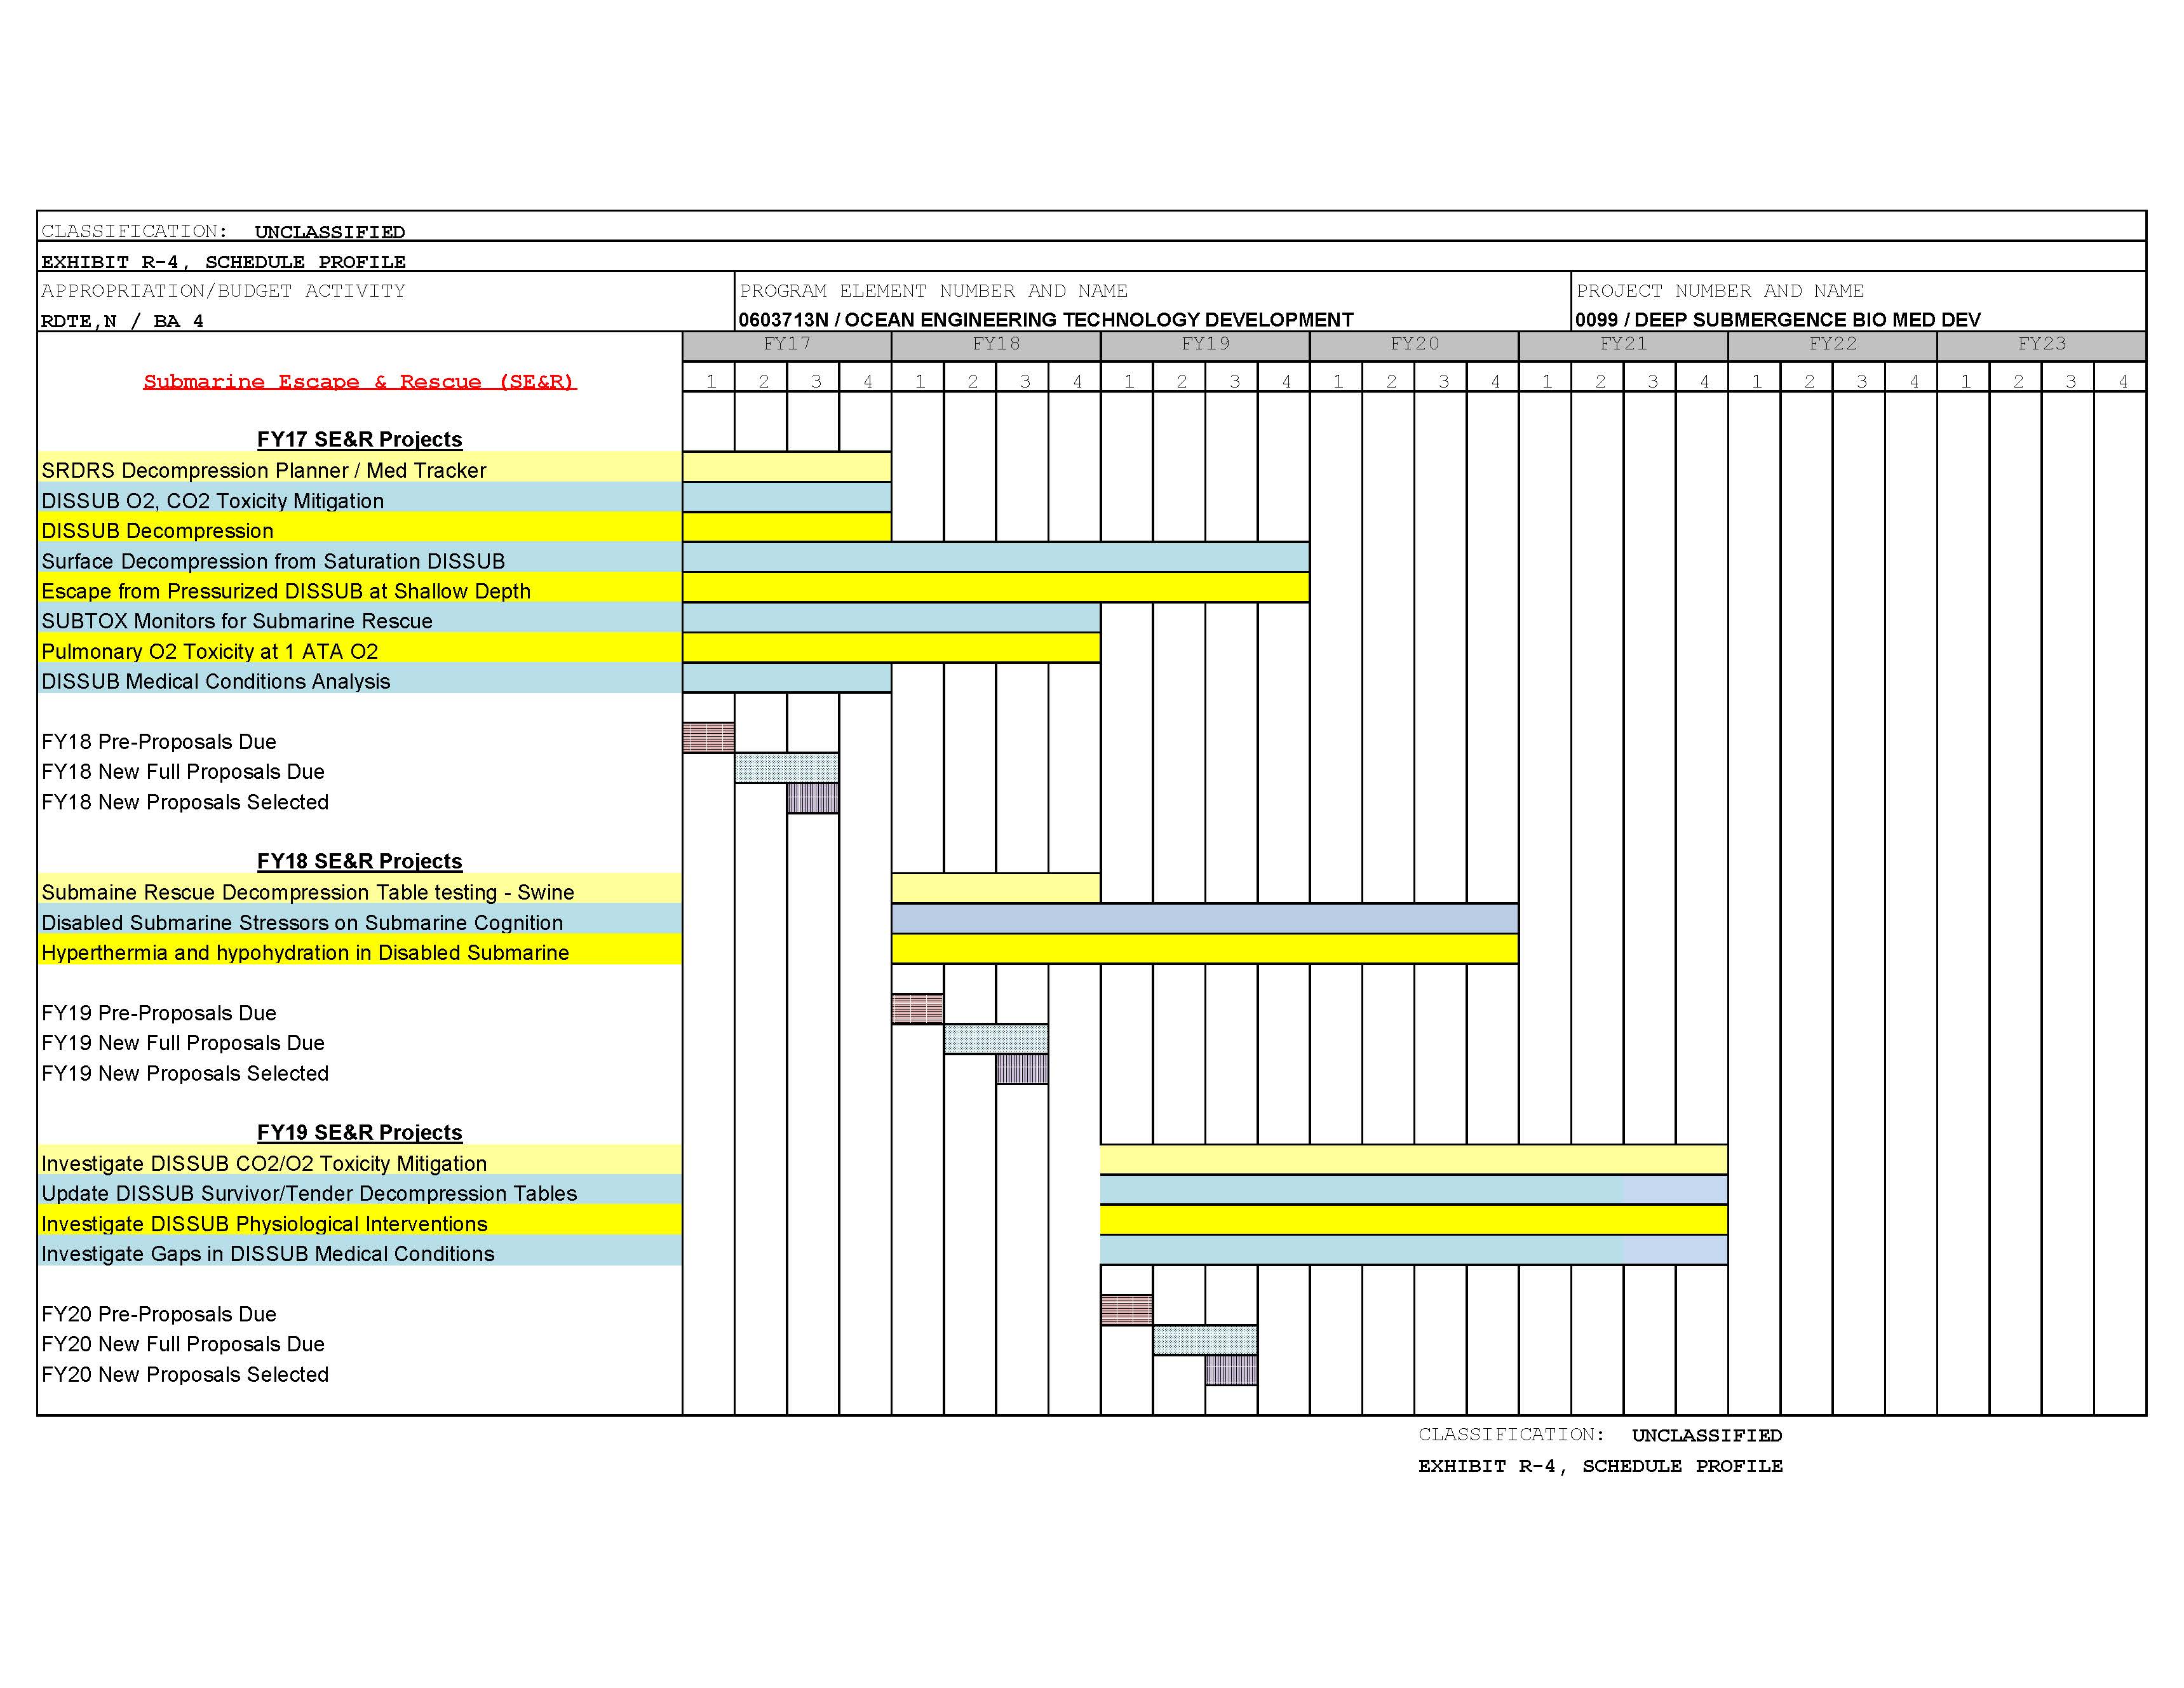 CLASSIFICATION: UNCLASSIFIED
EXHIBIT R-4, SCHEDULE PROFILE
APPROPRIATION/BUDGET ACTIVITY PROGRAM ELEMENT NUMBER AND NAME PROJECT NUMBER AND NAME
RDTE,N / BA 4 0603713N / OCEAN ENGINEERING TECHNOLOGY DEVELOPMENT 0099 / DEEP SUBMERGENCE BIO MED DEV
FY17 FY18 FY19 FY20 FY21 FY22 FY23
Submarine Escape & Rescue (SE&R) 1 2 3 4 1 2 3 4 1 2 3 4 1 2 3 4 1 2 3 4 1 2 3 4 1 2 3 4
FY17 SE&R Projects
SRDRS Decompression Planner / Med Tracker
DISSUB O2, CO2 Toxicity Mitigation
DISSUB Decompression
Surface Decompression from Saturation DISSUB
Escape from Pressurized DISSUB at Shallow Depth
SUBTOX Monitors for Submarine Rescue
Pulmonary O2 Toxicity at 1 ATA O2
DISSUB Medical Conditions Analysis
FY18 Pre-Proposals Due
FY18 New Full Proposals Due
FY18 New Proposals Selected
FY18 SE&R Projects
Submaine Rescue Decompression Table testing - Swine
Disabled Submarine Stressors on Submarine Cognition
Hyperthermia and hypohydration in Disabled Submarine
FY19 Pre-Proposals Due
FY19 New Full Proposals Due
FY19 New Proposals Selected
FY19 SE&R Projects
Investigate DISSUB CO2/O2 Toxicity Mitigation
Update DISSUB Survivor/Tender Decompression Tables
Investigate DISSUB Physiological Interventions
Investigate Gaps in DISSUB Medical Conditions
FY20 Pre-Proposals Due
FY20 New Full Proposals Due
FY20 New Proposals Selected
CLASSIFICATION: UNCLASSIFIED
EXHIBIT R-4, SCHEDULE PROFILE